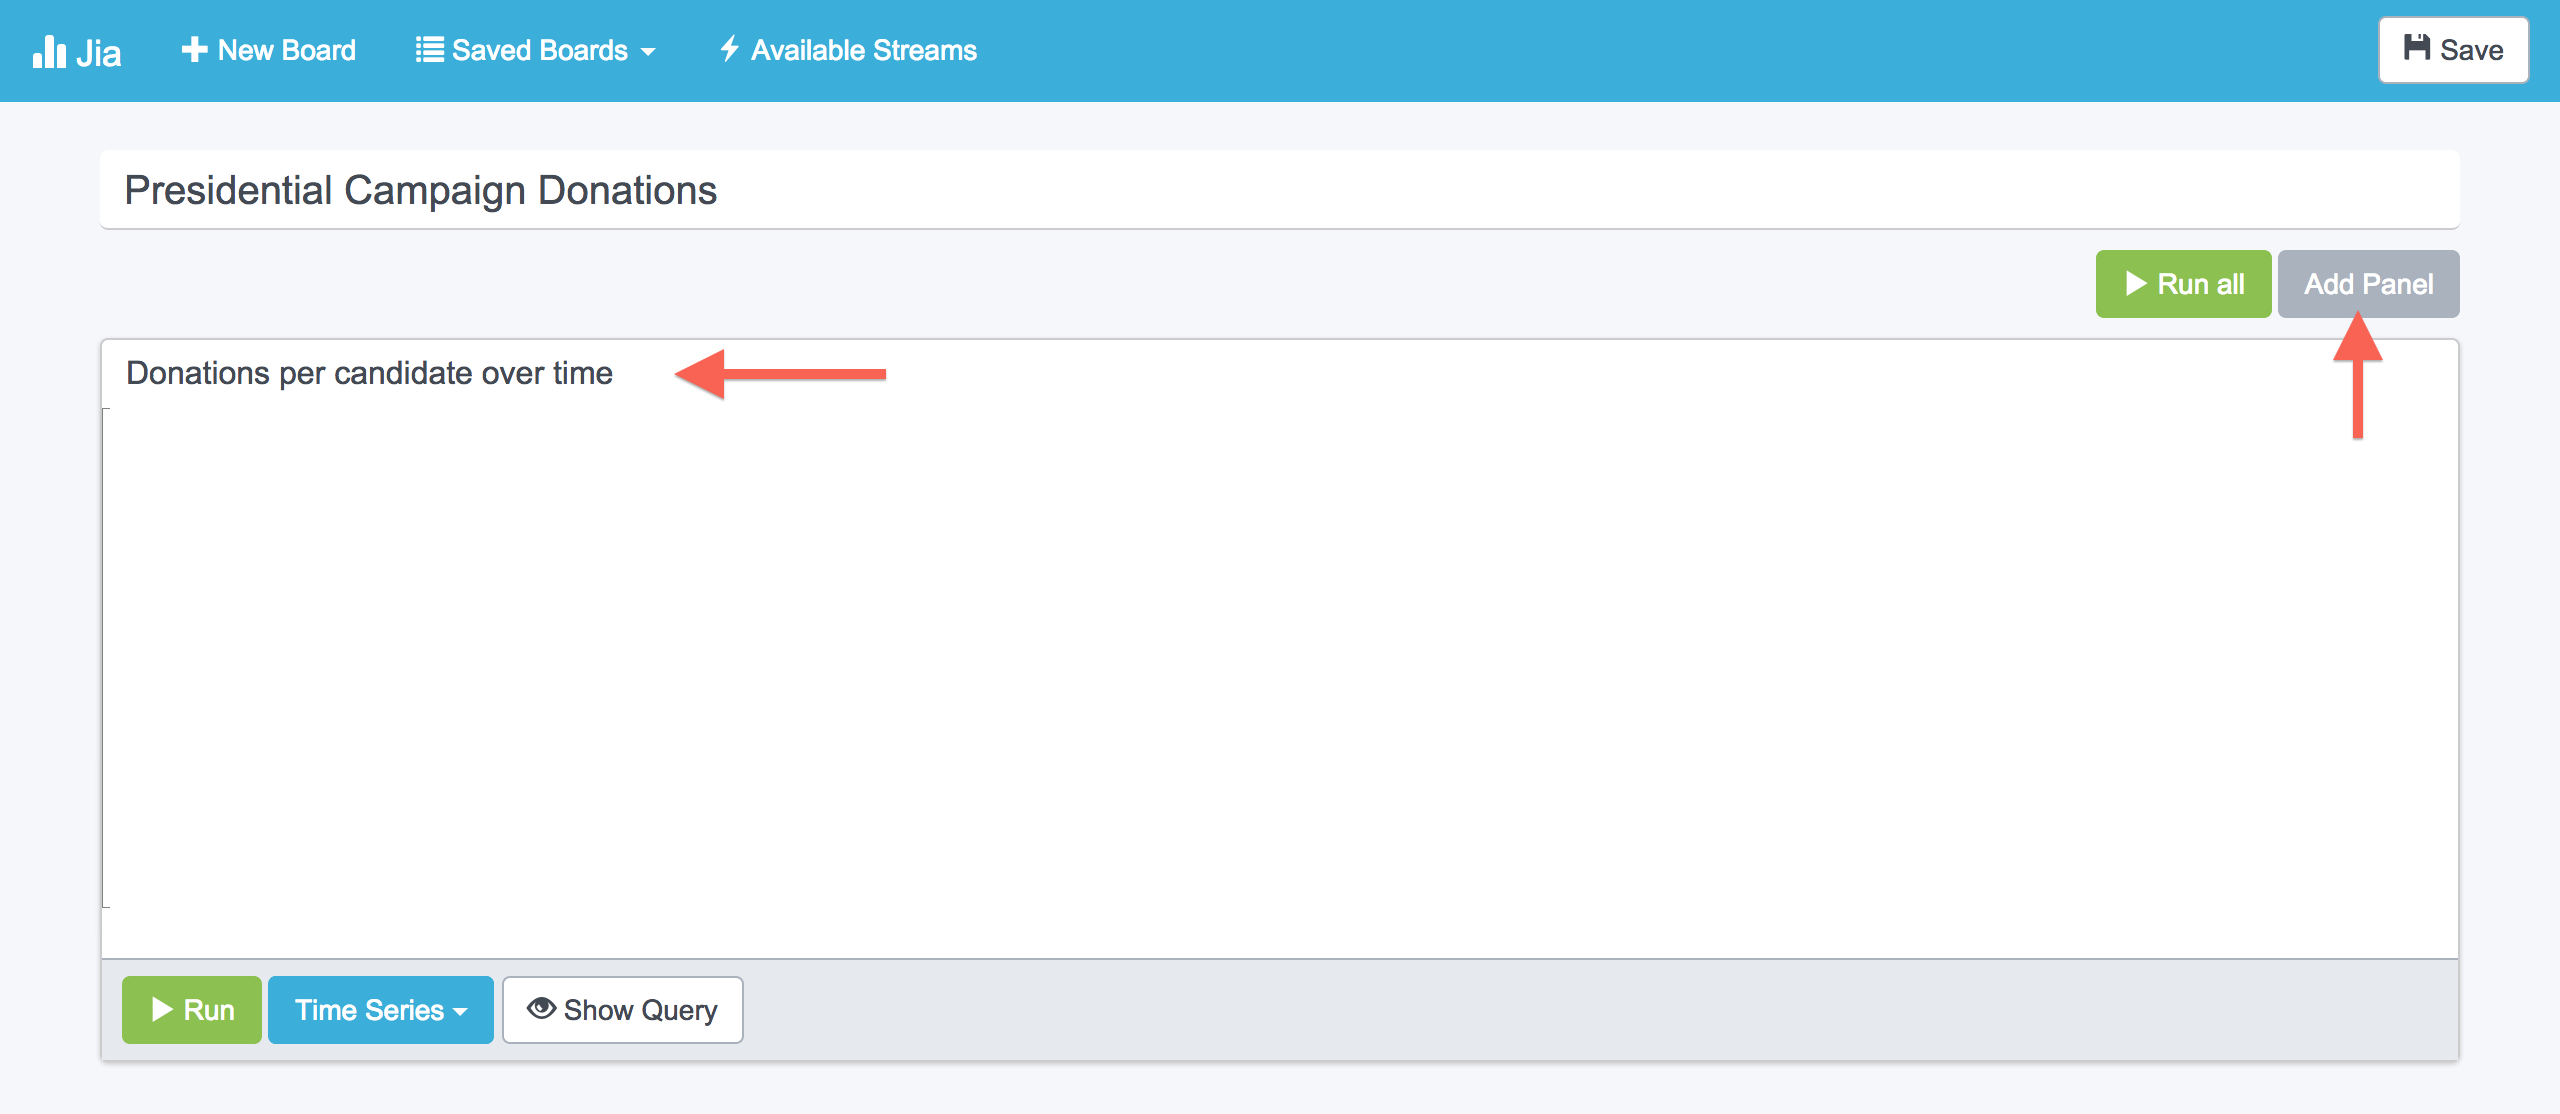 Jia New Board Saved Boards Available Streams Save
Presidential Campaign Donations
Run all Add Panel
Donations per candidate over time
Run Time Series Show Query